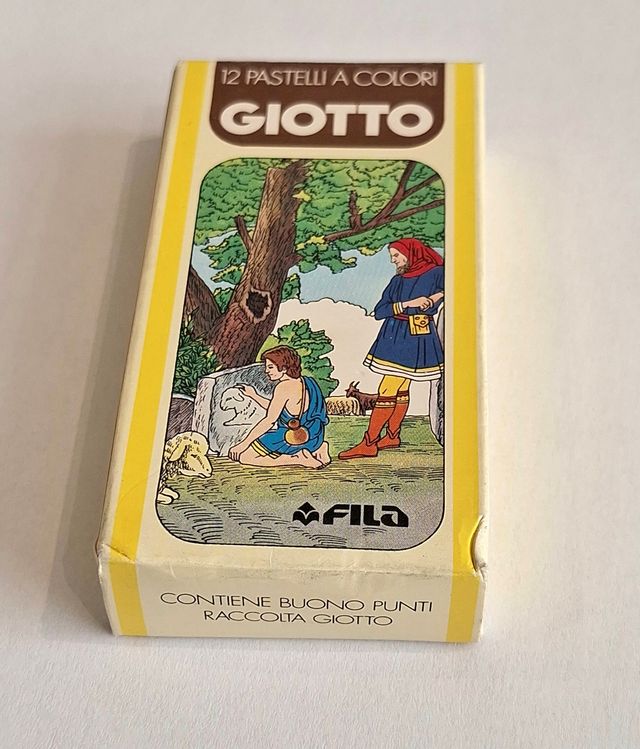 12 PASTELLI A COLORI
GIOTTO
FILA
CONTIENE BUONO PUNTI
RACCOLTA GIOTTO